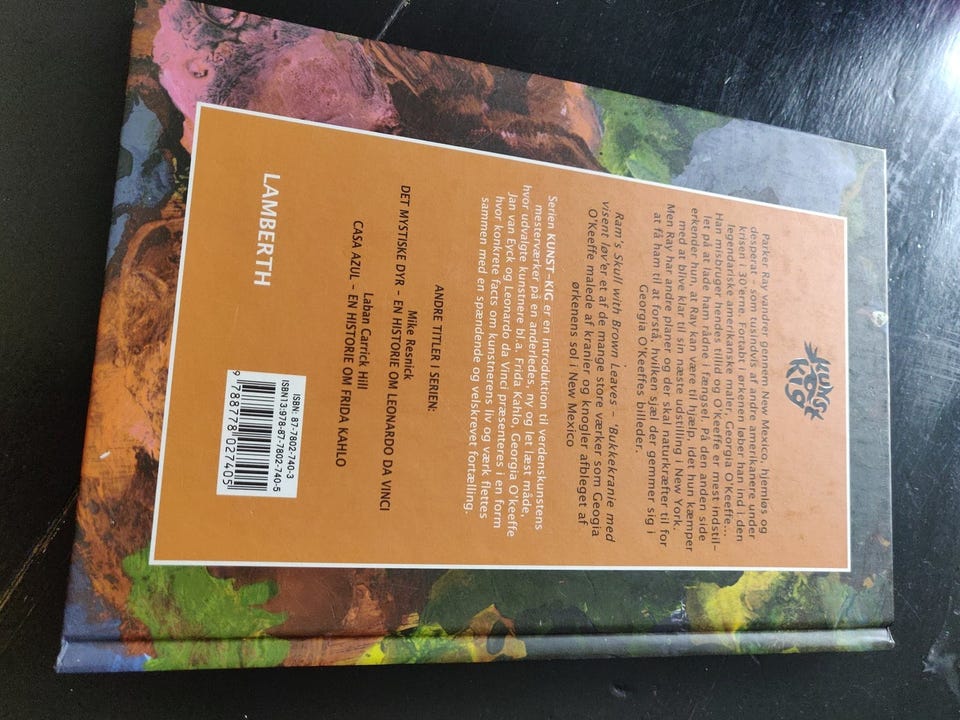 KUNST
KIG
Parker Ray vandrer gennem New Mexico, hjemløs og
desperat – som tusindvis af andre amerikanere under
krisen i 30'erne. Fortabt i ørkenen løber han ind i den
legendariske amerikanske maler, Georgia O'Keeffe...
Han misbruger hendes tillid og O'Keeffe er mest indstil-
let på at lade ham rådne i fængsel. På den anden side
erkender hun, at Ray kan være til hjælp, idet hun kæmper
med at blive klar til sin næste udstilling i New York.
Men Ray har andre planer og der skal naturkræfter til for
at få ham til at forstå, hvilken sjæl der gemmer sig i
Georgia O'Keeffes billeder.
Ram's Skull with Brown Leaves – 'Bukkekranie med
visent løv'er et af de mange store værker som Geogia
O'Keeffe malede af kranier og knogler afbleget af
ørkenens sol i New Mexico
Serien KUNST–KIG er en introduktion til verdenskunstens
mesterværker på en anderledes, ny og let læst måde,
hvor udvalgte kunstnere bl.a. Frida Kahlo, Georgia O'keeffe
Jan van Eyck og Leonardo da Vinci præsenteres i en form
hvor konkrete facts om kunstnerens liv og værk flettes
sammen med en spændende og velskrevet fortælling.
ANDRE TITLER I SERIEN:
Mike Resnick
DET MYSTISKE DYR – EN HISTORIE OM LEONARDO DA VINCI
Laban Carrick Hill
CASA AZUL – EN HISTORIE OM FRIDA KAHLO
LAMBERTH
ISBN: 87-7802-740-3
ISBN13:978-87-7802-740-5
9 788778 027405